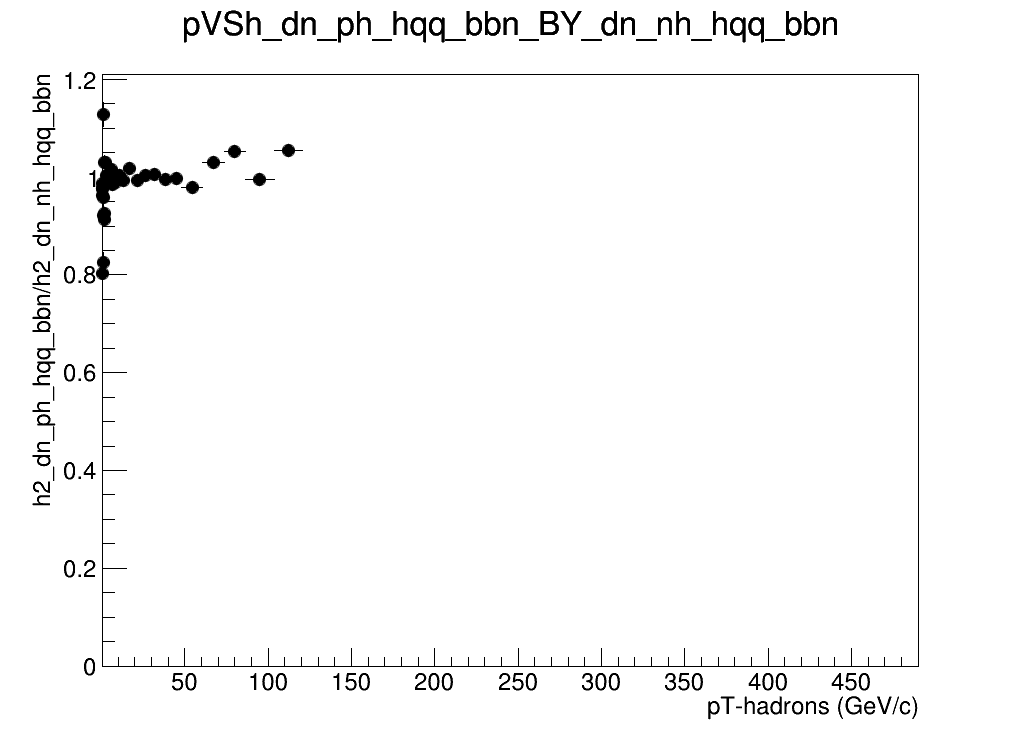 pVSh_dn_ph_hqq_bbn_BY_dn_nh_hqq_bbn
h2_dn_ph_hqq_bbn/h2_dn_nh_hqq_bbn
1.2
1
0.8
0.6
0.4
0.2
0
50 100 150 200 250 300 350 400 450
pT-hadrons (GeV/c)